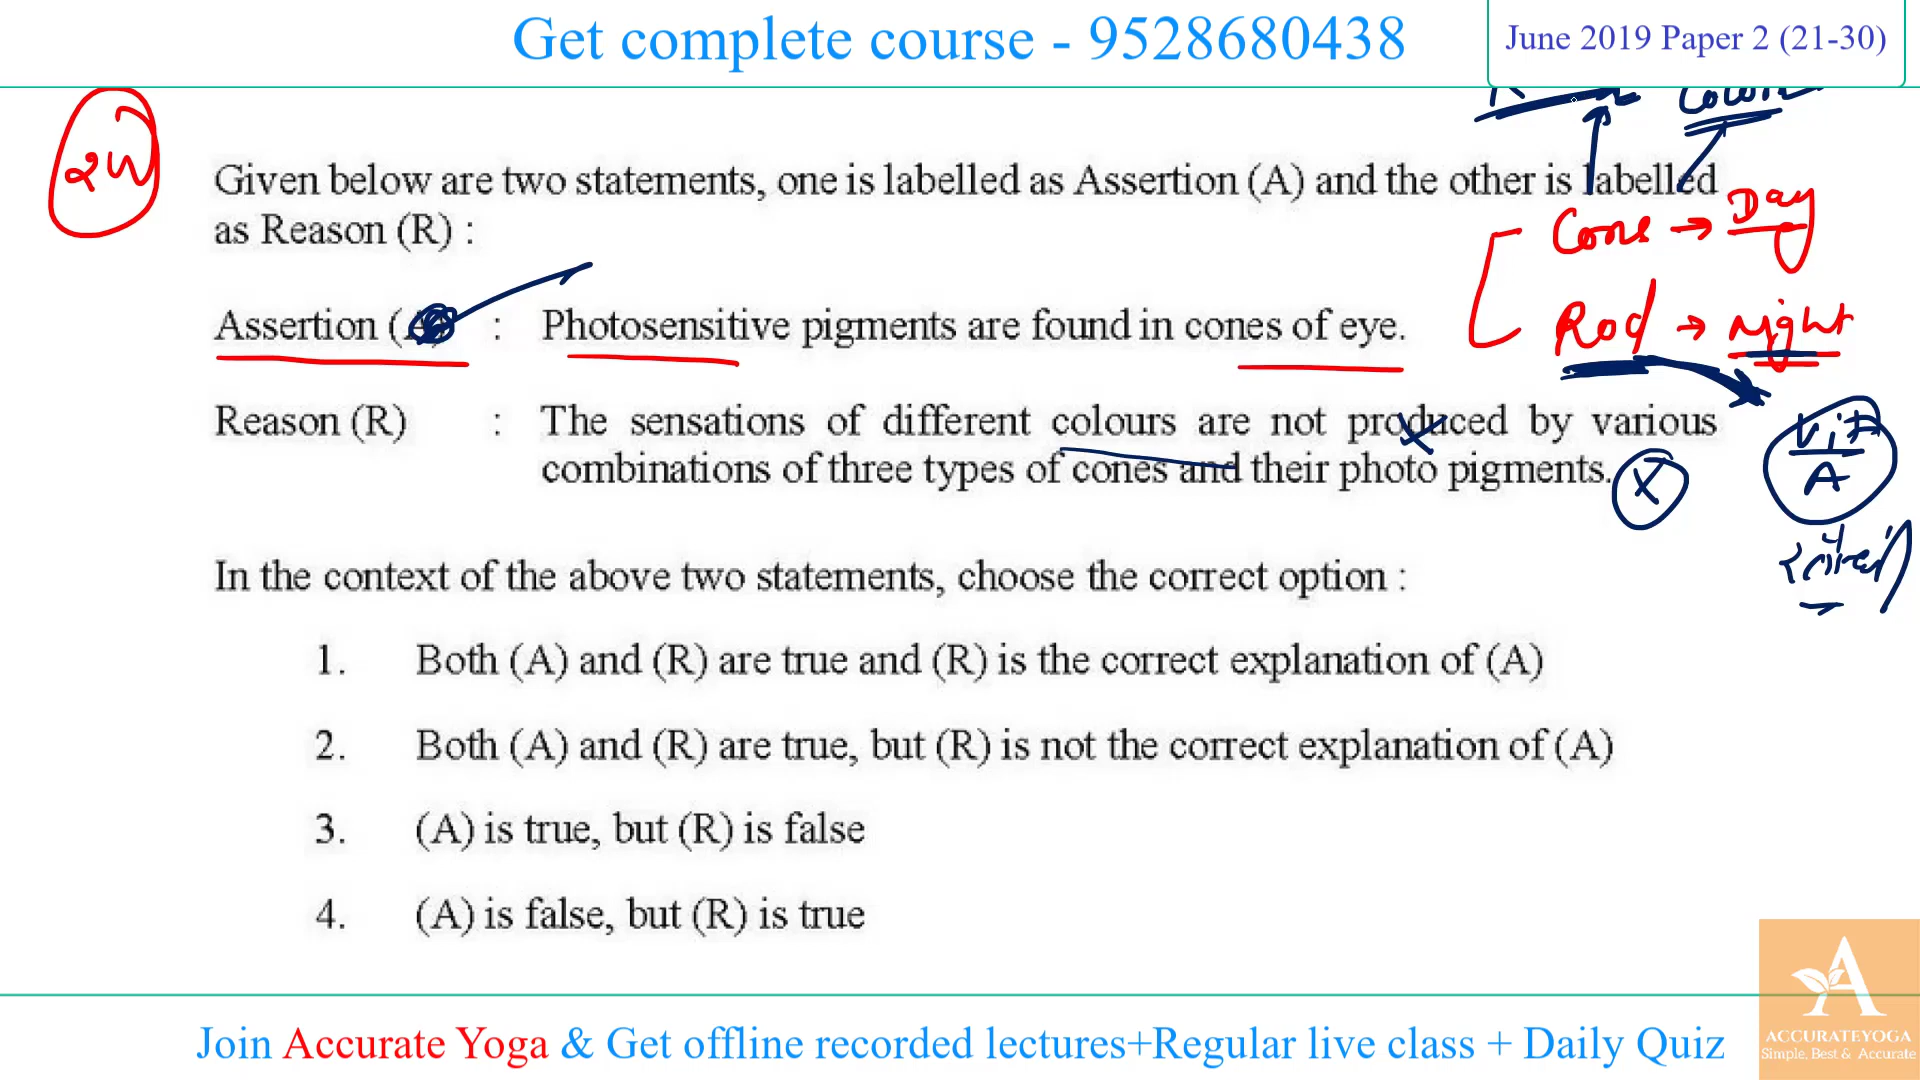 Get complete course - 9528680438
June 2019 Paper 2 (21-30)
Given below are two statements, one is labelled as Assertion (A) and the other is labelled
as Reason (R) :
Cons → Day
Assertion (A) : Photosensitive pigments are found in cones of eye.
Rod → night
Reason (R) : The sensations of different colours are not produced by various
combinations of three types of cones and their photo pigments.
Vit
A
In the context of the above two statements, choose the correct option :
1. Both (A) and (R) are true and (R) is the correct explanation of (A)
2. Both (A) and (R) are true, but (R) is not the correct explanation of (A)
3. (A) is true, but (R) is false
4. (A) is false, but (R) is true
A
ACCURATEYOGA
Simple, Best & Accurate
Join Accurate Yoga & Get offline recorded lectures+Regular live class + Daily Quiz